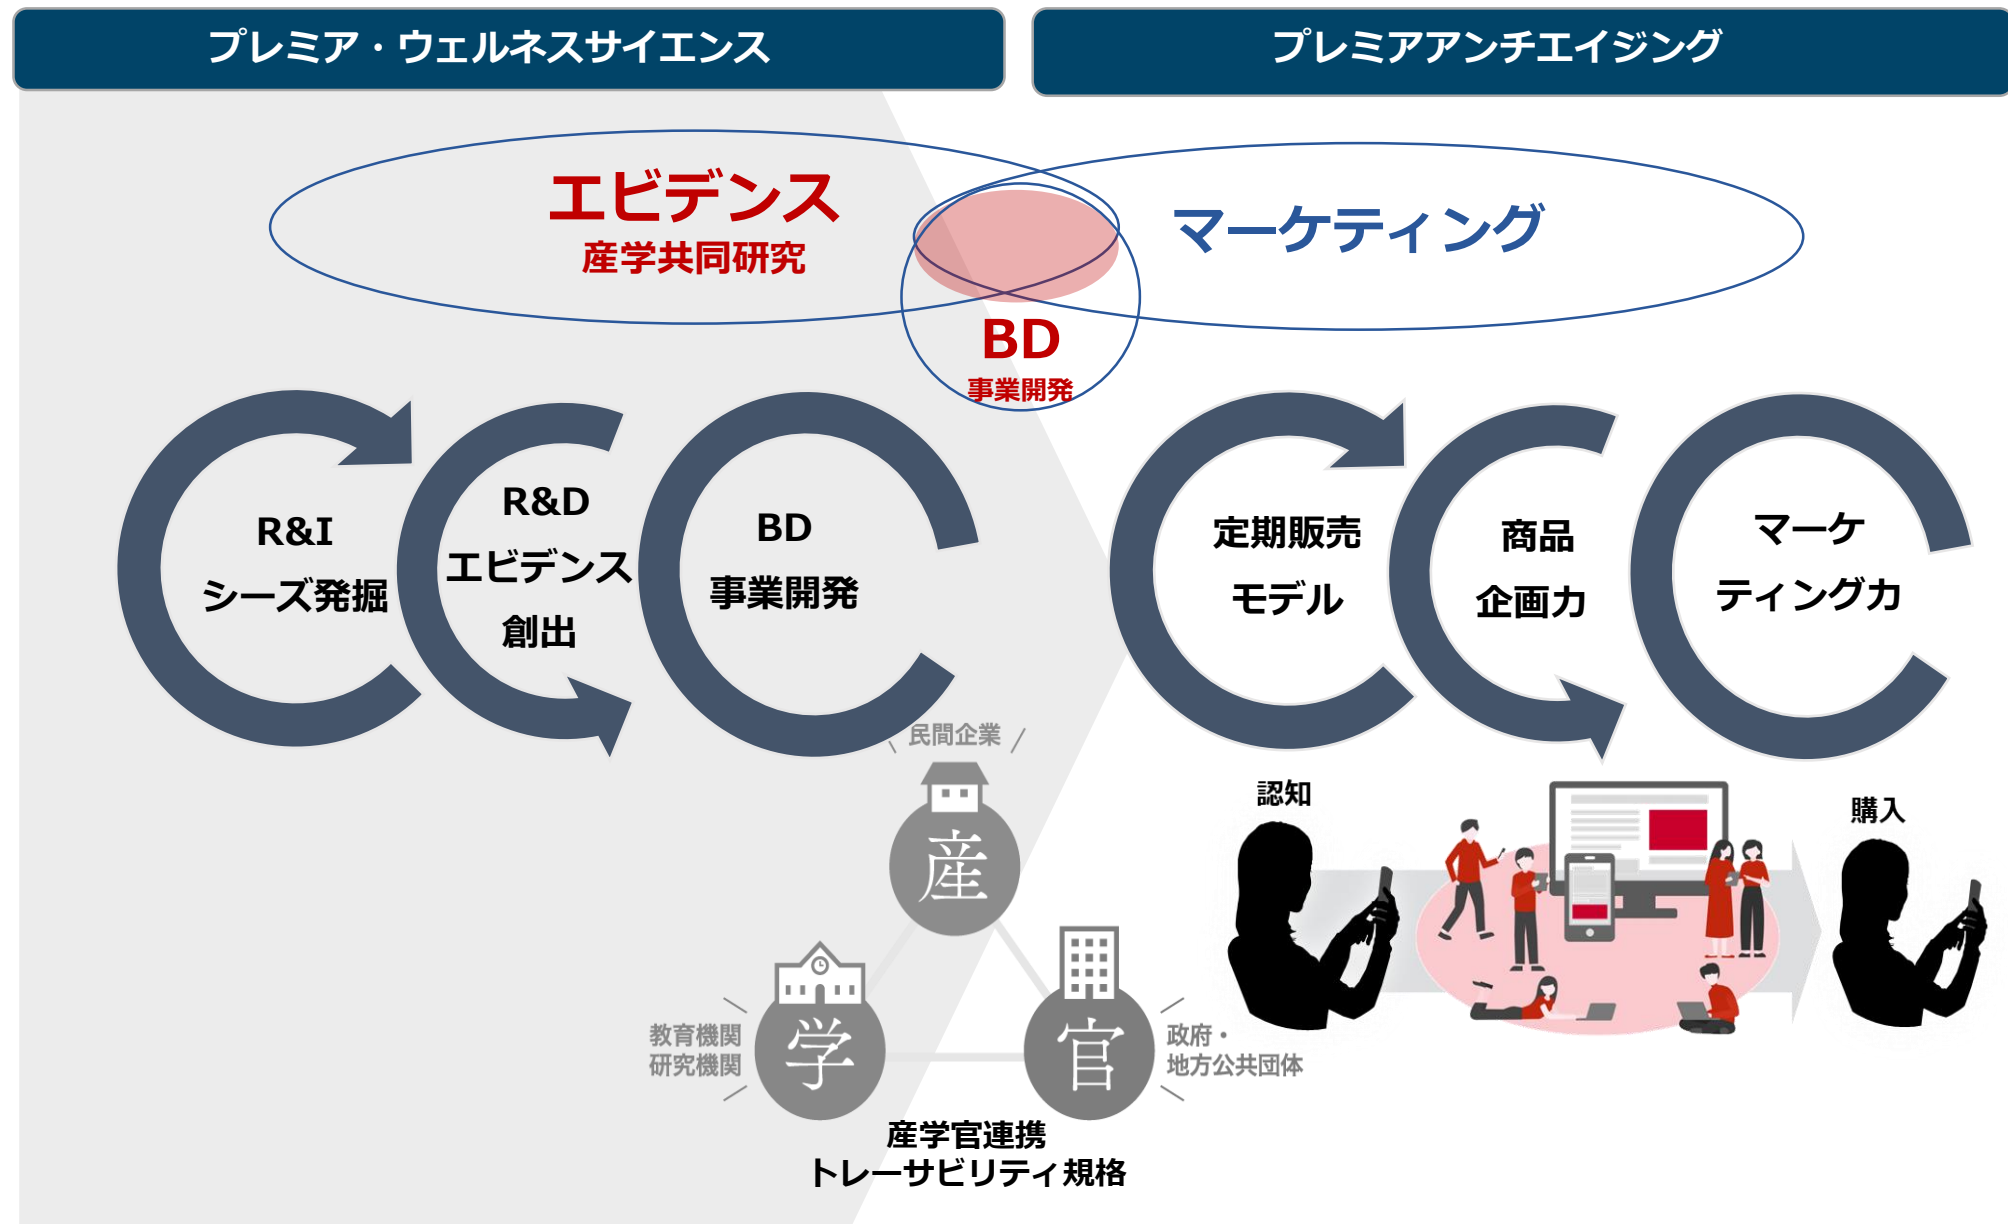 プレミア・ウェルネスサイエンス
プレミアアンチエイジング
エビデンス
産学共同研究
マーケティング
BD
事業開発
R&I
シーズ発掘
R&D
エビデンス
創出
BD
事業開発
定期販売
モデル
商品
企画力
マーケ
ティング力
民間企業
産
学
教育機関
研究機関
官
政府・
地方公共団体
産学官連携
トレーサビリティ規格
認知
購入